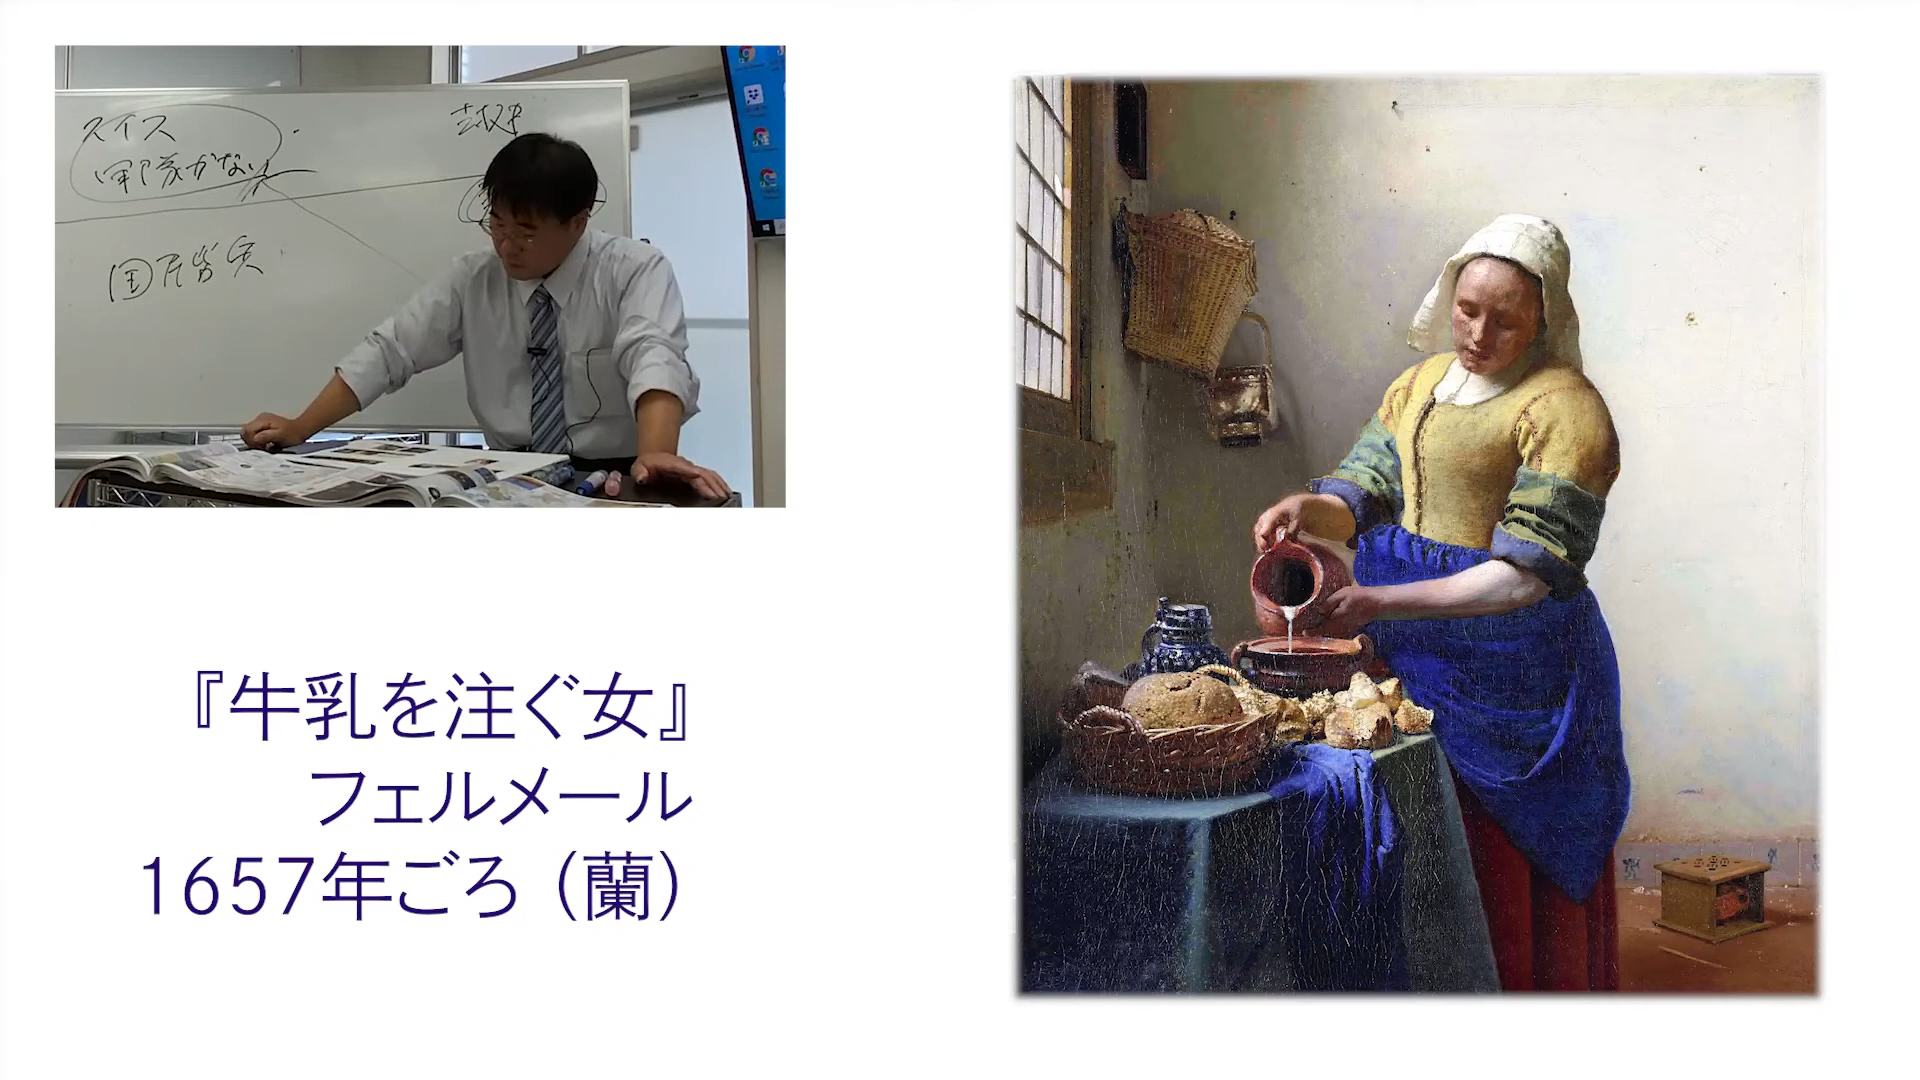 スイス
軍隊がない
国民皆兵
『牛乳を注ぐ女』
フェルメール
1657年ごろ（蘭）